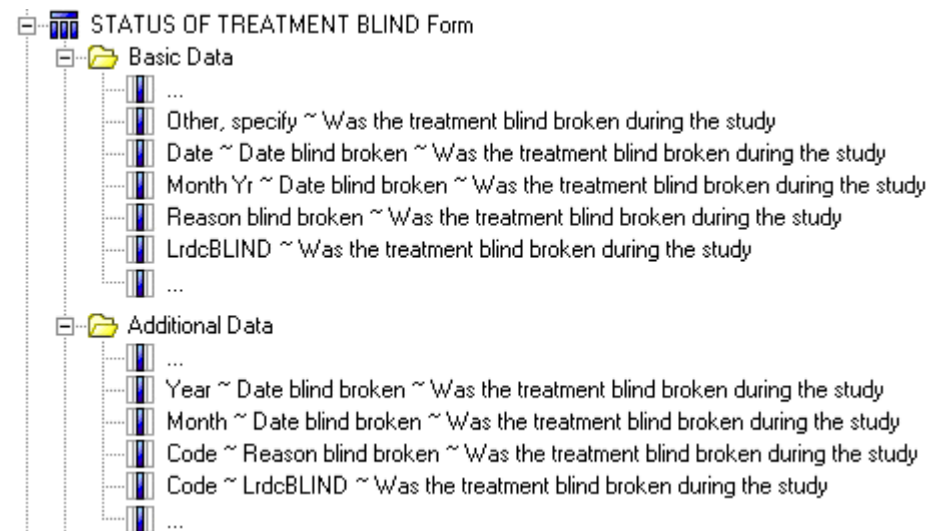 STATUS OF TREATMENT BLIND Form
Basic Data
...
Other, specify ~ Was the treatment blind broken during the study
Date ~ Date blind broken ~ Was the treatment blind broken during the study
Month Yr ~ Date blind broken ~ Was the treatment blind broken during the study
Reason blind broken ~ Was the treatment blind broken during the study
LrdcBLIND ~ Was the treatment blind broken during the study
...
Additional Data
...
Year ~ Date blind broken ~ Was the treatment blind broken during the study
Month ~ Date blind broken ~ Was the treatment blind broken during the study
Code ~ Reason blind broken ~ Was the treatment blind broken during the study
Code ~ LrdcBLIND ~ Was the treatment blind broken during the study
...